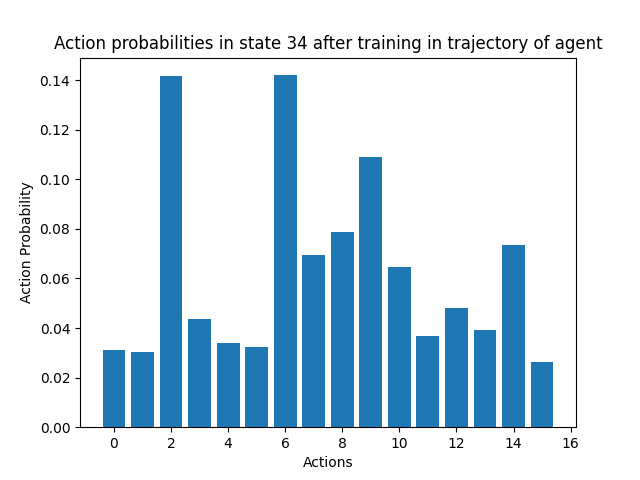 Action probabilities in state 34 after training in trajectory of agent
0.14
0.12
0.10
0.08
0.06
0.04
0.02
0.00
Action Probability
0 2 4 6 8 10 12 14 16
Actions